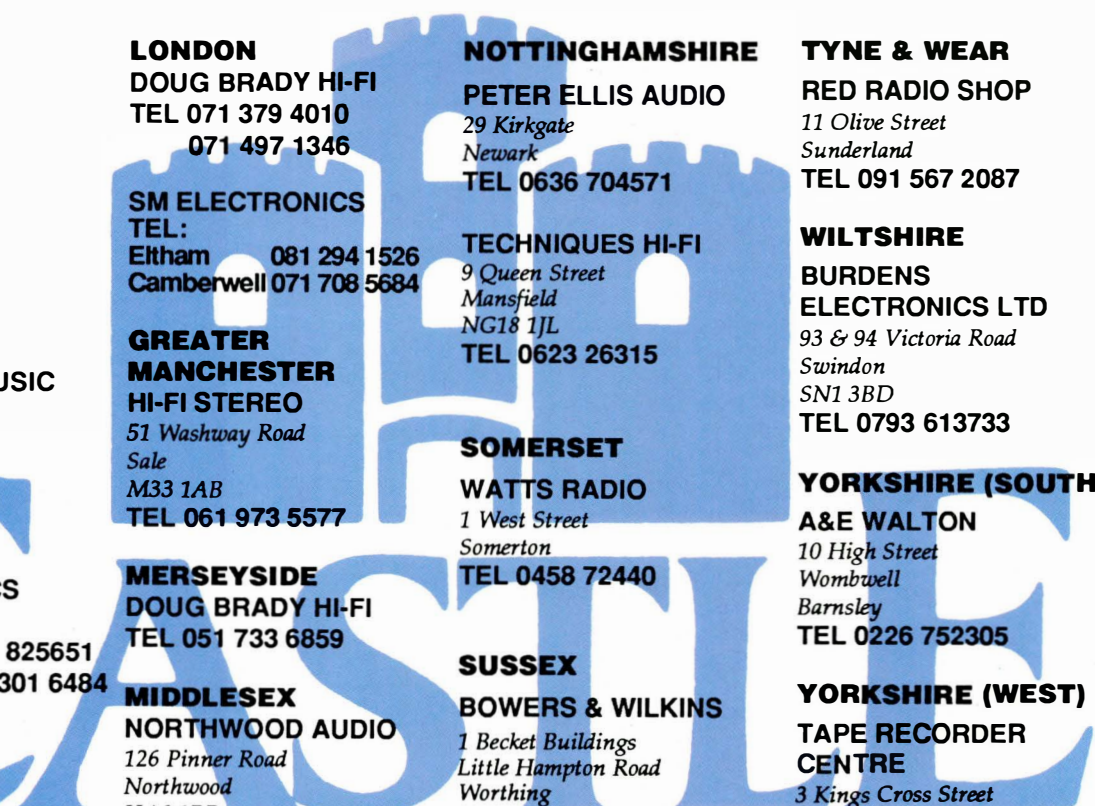 USIC
CS
825651
301 6484
LONDON
DOUG BRADY HI-FI
TEL 071 379 4010
071 497 1346
SM ELECTRONICS
TEL:
Eltham 081 294 1526
Camberwell 071 708 5684
GREATER
MANCHESTER
HI-FI STEREO
51 Washway Road
Sale
M33 1AB
TEL 061 973 5577
MERSEYSIDE
DOUG BRADY HI-FI
TEL 051 733 6859
MIDDLESEX
NORTHWOOD AUDIO
126 Pinner Road
Northwood
NOTTINGHAMSHIRE
PETER ELLIS AUDIO
29 Kirkgate
Newark
TEL 0636 704571
TECHNIQUES HI-FI
9 Queen Street
Mansfield
NG18 1JL
TEL 0623 26315
SOMERSET
WATTS RADIO
1 West Street
Somerton
TEL 0458 72440
SUSSEX
BOWERS & WILKINS
1 Becket Buildings
Little Hampton Road
Worthing
TYNE & WEAR
RED RADIO SHOP
11 Olive Street
Sunderland
TEL 091 567 2087
WILTSHIRE
BURDENS
ELECTRONICS LTD
93 & 94 Victoria Road
Swindon
SN1 3BD
TEL 0793 613733
YORKSHIRE (SOUTH
A&E WALTON
10 High Street
Wombwell
Barnsley
TEL 0226 752305
YORKSHIRE (WEST)
TAPE RECORDER
CENTRE
3 Kings Cross Street
CASTLE